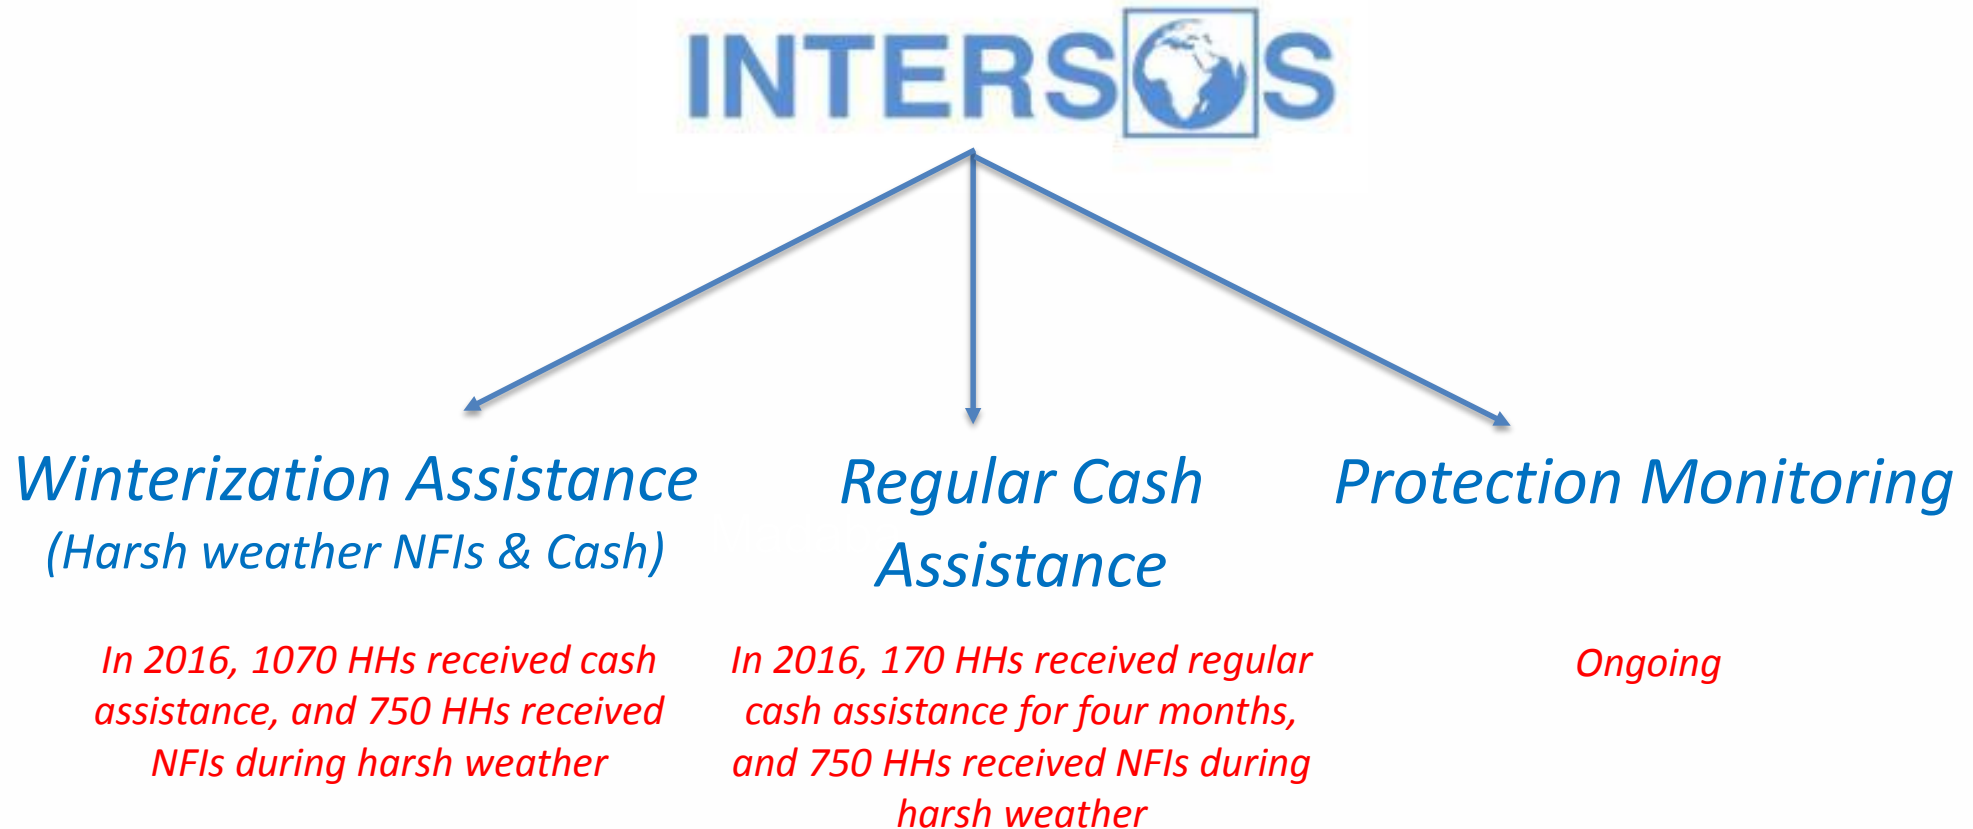 INTERSOS
Winterization Assistance
(Harsh weather NFIs & Cash)
In 2016, 1070 HHs received cash
assistance, and 750 HHs received
NFIs during harsh weather
Regular Cash
Assistance
In 2016, 170 HHs received regular
cash assistance for four months,
and 750 HHs received NFIs during
harsh weather
Protection Monitoring
Ongoing